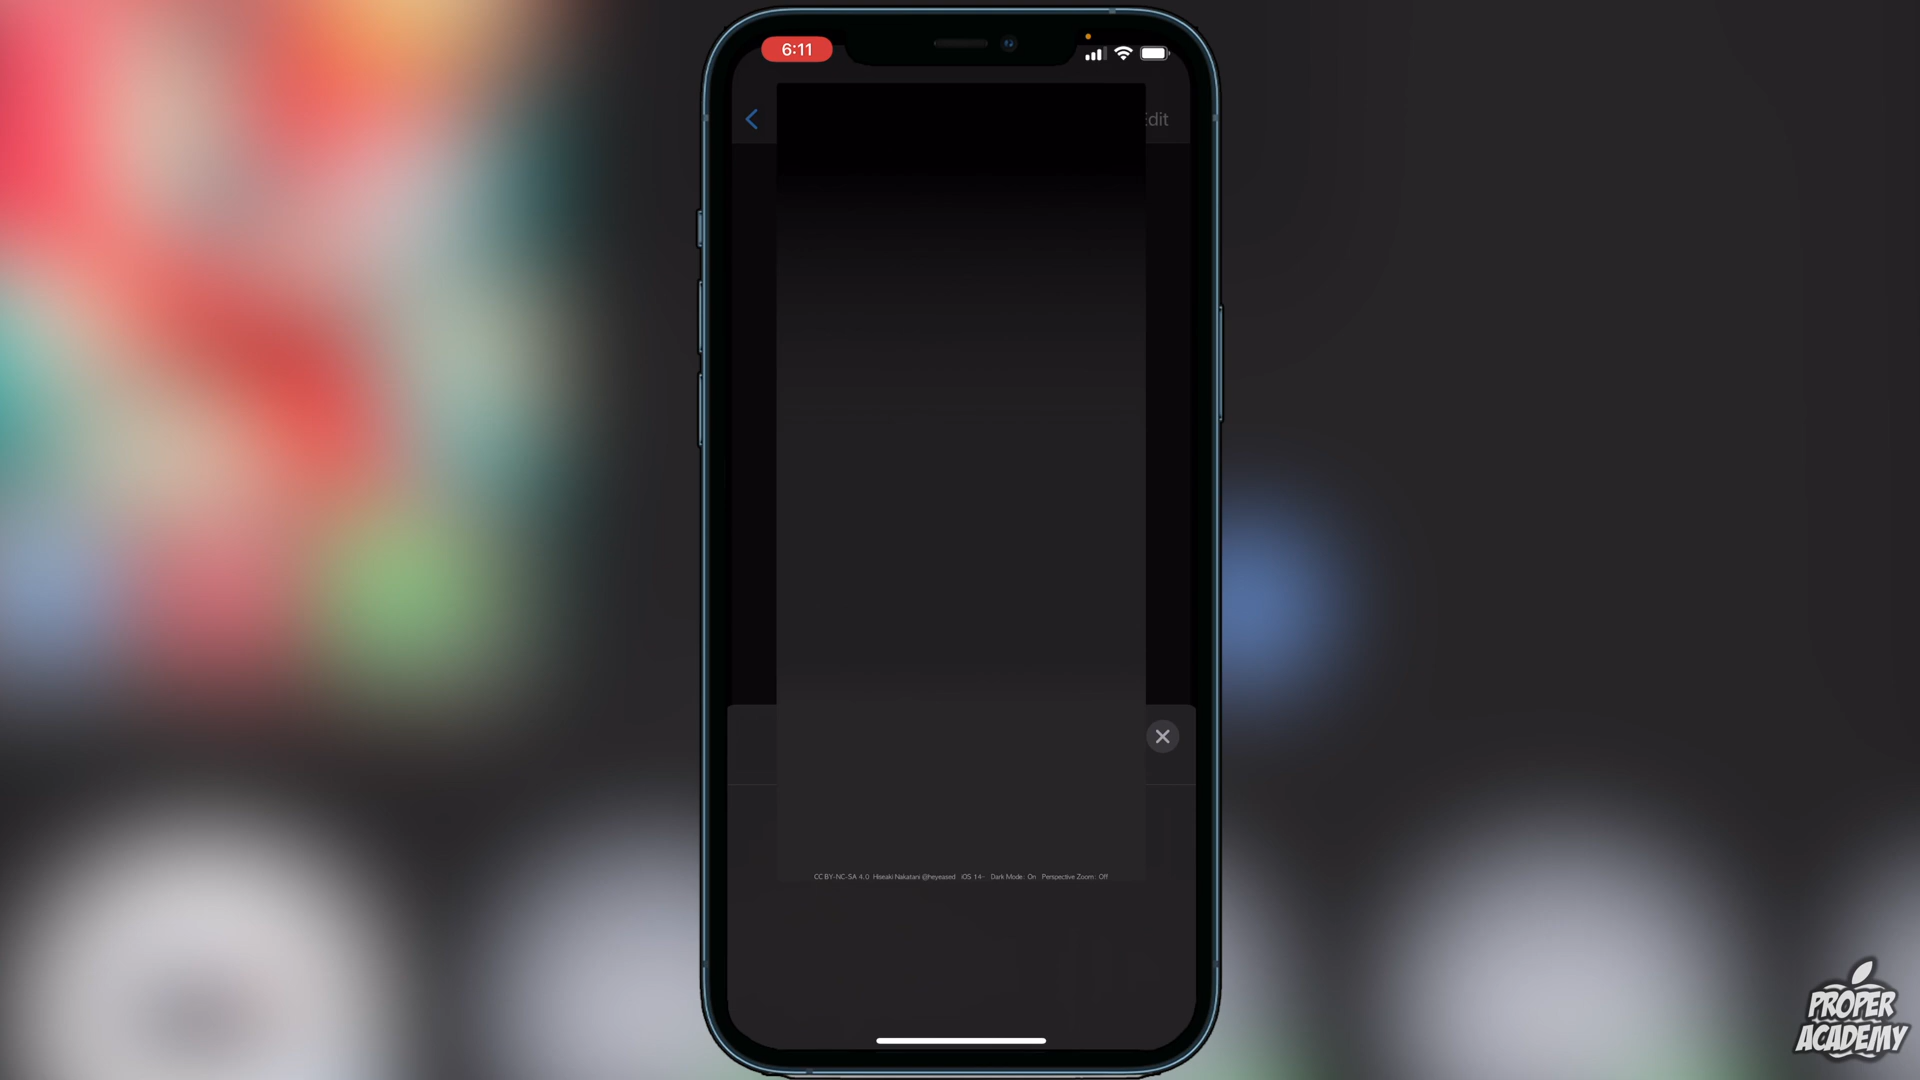 6:11
dit
CC BY-NC-SA 4.0 Hiseaki Nakatani @heyeased iOS 14~ Dark Mode: On Perspective Zoom: Off
PROPER
ACADEMY